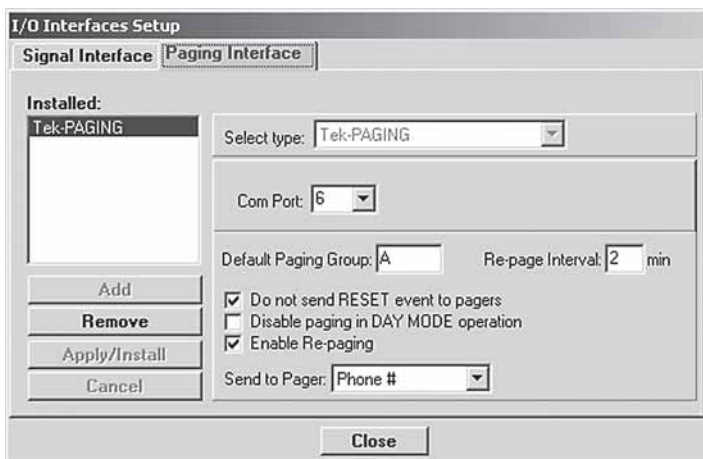 I/O Interfaces Setup
Signal Interface Paging Interface
Installed:
Tek-PAGING
Select type: Tek-PAGING
Com Port: 6
Default Paging Group: A Re-page Interval: 2 min
Add
Remove
Apply/Install
Cancel
Do not send RESET event to pagers
Disable paging in DAY MODE operation
Enable Re-paging
Send to Pager: Phone #
Close